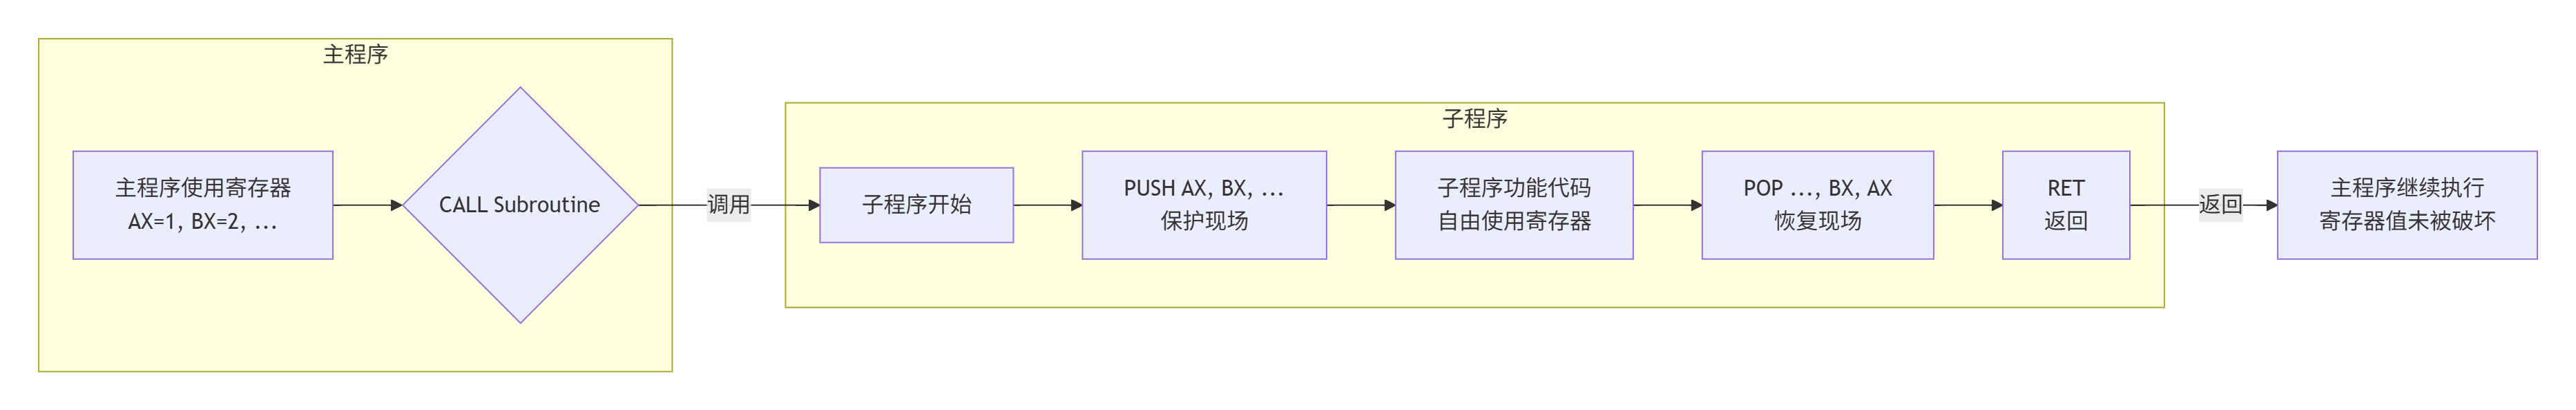 主程序
主程序使用寄存器
AX=1, BX=2, ...
CALL Subroutine
调用
子程序
子程序开始
PUSH AX, BX, ...
保护现场
子程序功能代码
自由使用寄存器
POP ..., BX, AX
恢复现场
RET
返回
返回
主程序继续执行
寄存器值未被破坏